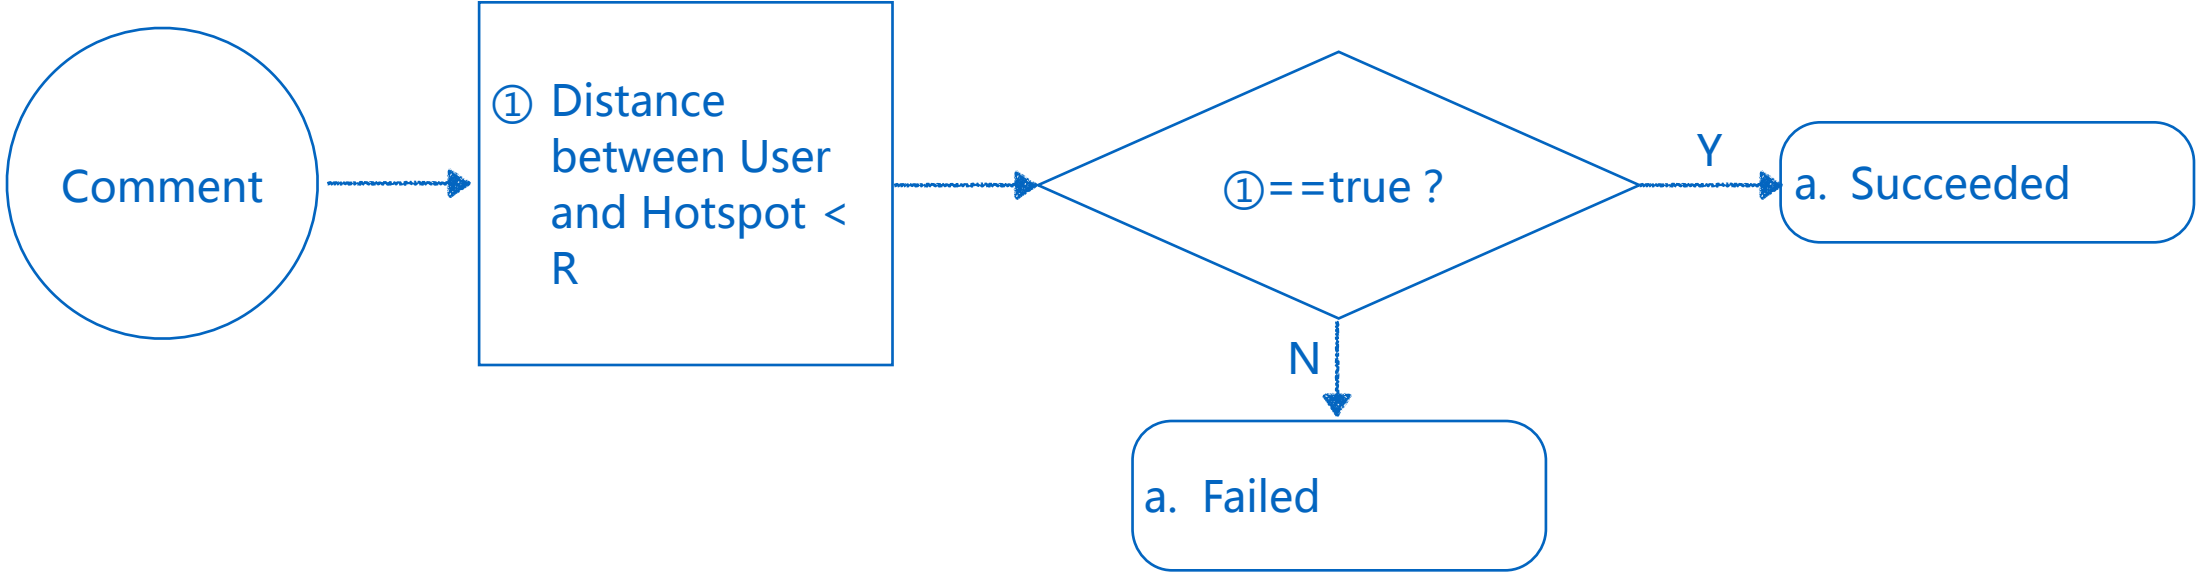 Comment
① Distance
between User
and Hotspot <
R
①==true？
Y
a. Succeeded
N
a. Failed